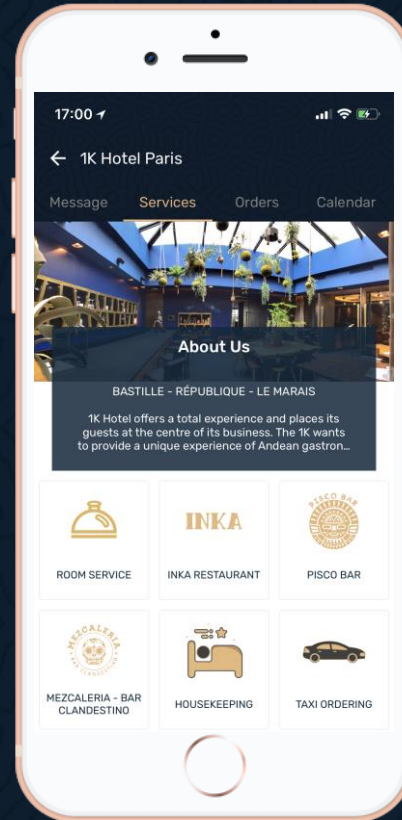 17:00
1K Hotel Paris
Message Services Orders Calendar
About Us
BASTILLE - RÉPUBLIQUE - LE MARAIS
1K Hotel offers a total experience and places its
guests at the centre of its business. The 1K wants
to provide a unique experience of Andean gastron...
INKA
PISCO BAR
ROOM SERVICE
INKA RESTAURANT
PISCO BAR
MEZCALERIA
BAR CLANDESTINO
MEZCALERIA - BAR
CLANDESTINO
HOUSEKEEPING
TAXI ORDERING